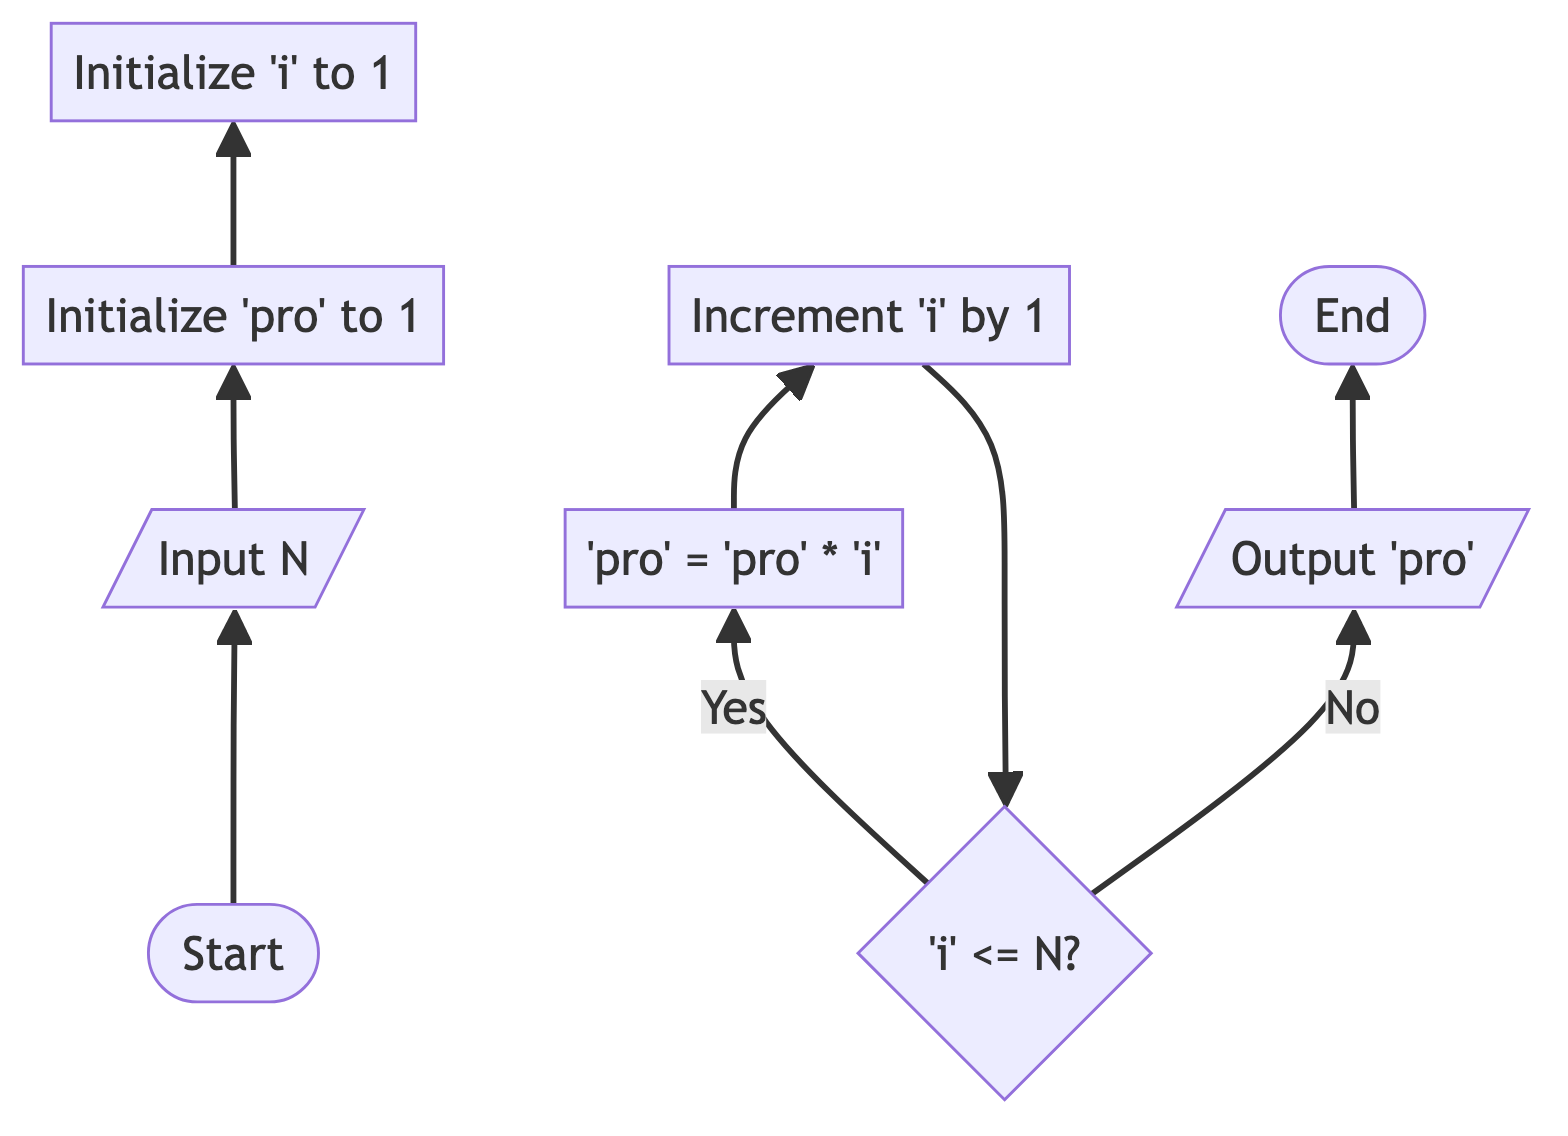 Initialize 'i' to 1
Initialize 'pro' to 1
Increment 'i' by 1
End
Input N
'pro' = 'pro' * 'i'
Output 'pro'
Yes
No
Start
'i' <= N?